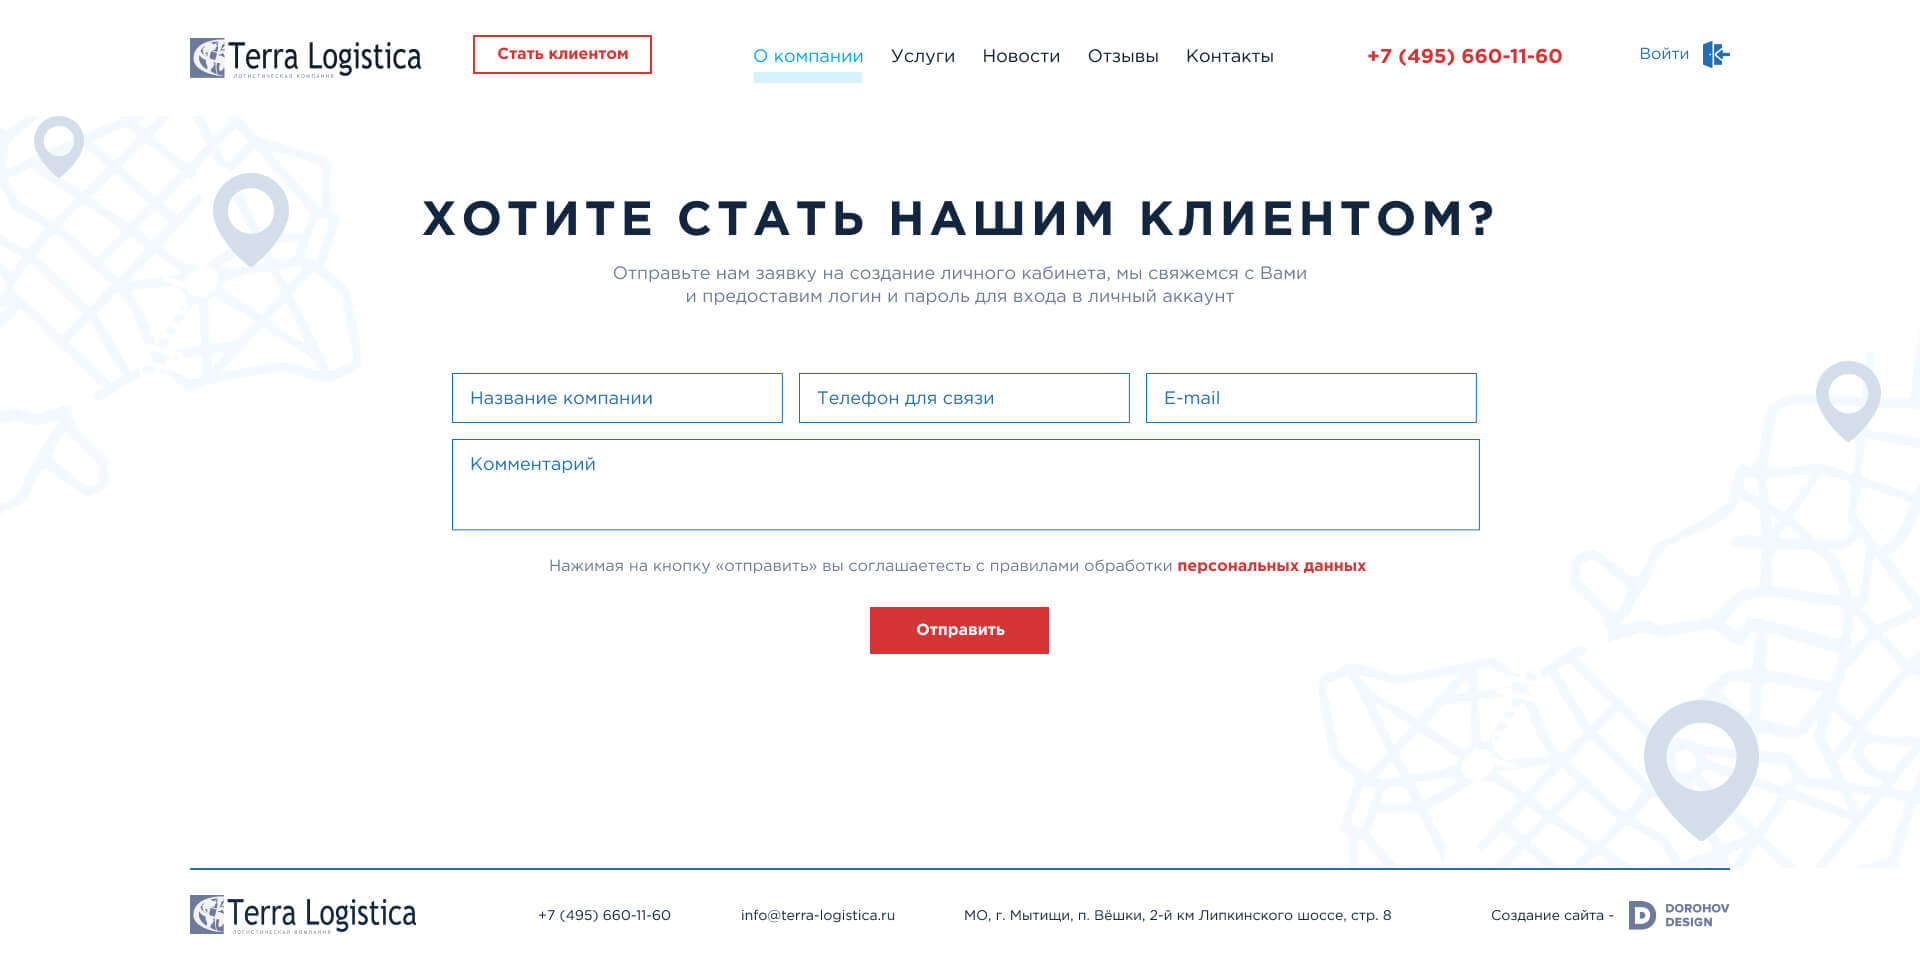 Terra Logistica
ЛОГИСТИЧЕСКАЯ КОМПАНИЯ
Стать клиентом
О компании
Услуги
Новости
Отзывы
Контакты
+7 (495) 660-11-60
Войти
ХОТИТЕ СТАТЬ НАШИМ КЛИЕНТОМ?
Отправьте нам заявку на создание личного кабинета, мы свяжемся с Вами
и предоставим логин и пароль для входа в личный аккаунт
Название компании
Телефон для связи
E-mail
Комментарий
Нажимая на кнопку «отправить» вы соглашаетесть с правилами обработки персональных данных
Отправить
Terra Logistica
ЛОГИСТИЧЕСКАЯ КОМПАНИЯ
+7 (495) 660-11-60
info@terra-logistica.ru
МО, г. Мытищи, п. Вёшки, 2-й км Липкинского шоссе, стр. 8
Создание сайта -
DOROHOV
DESIGN